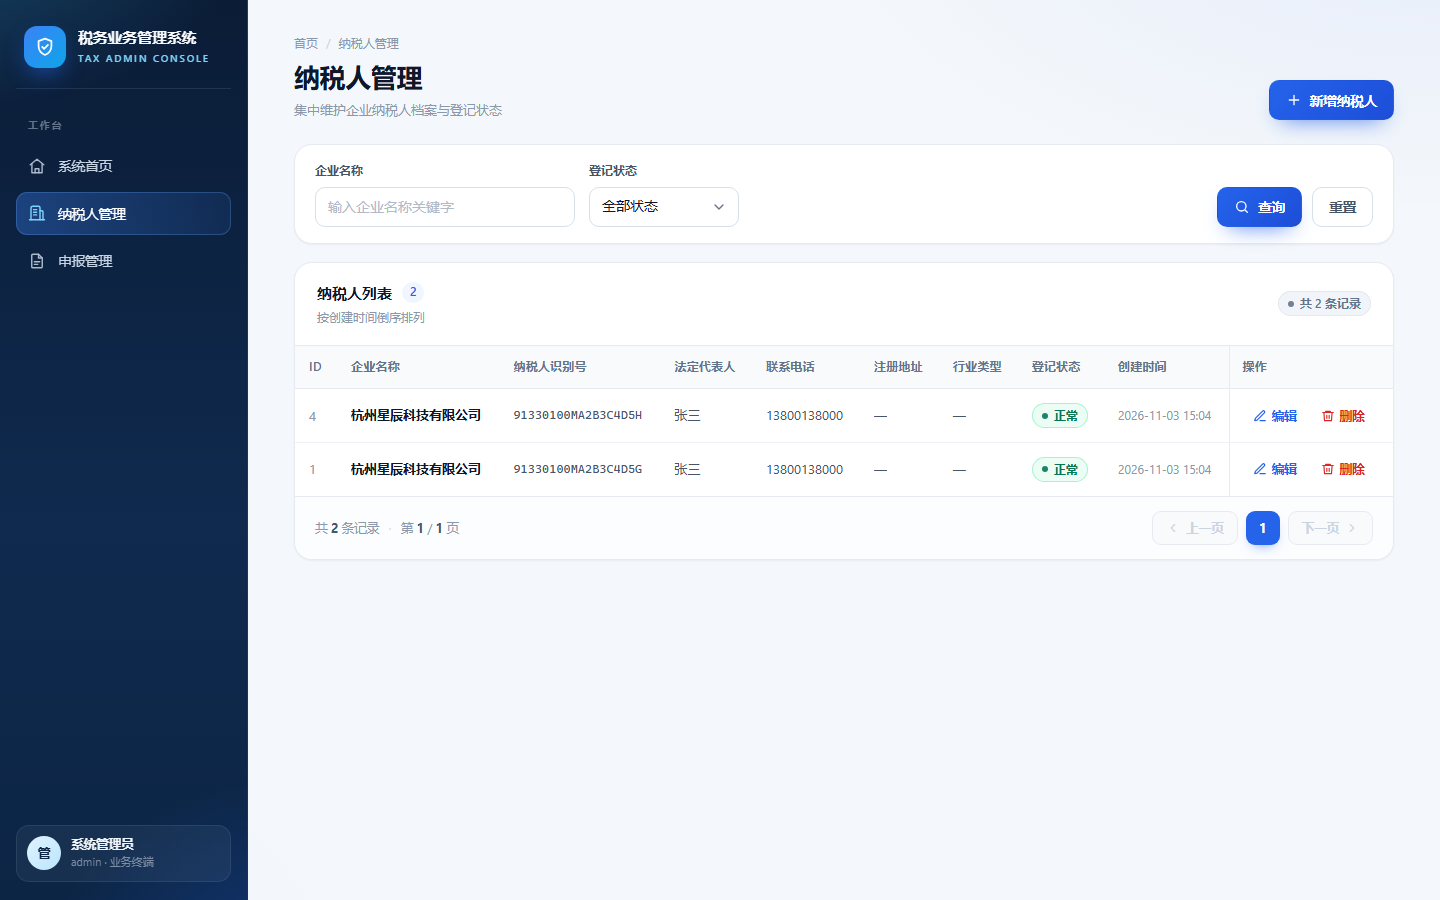 税务业务管理系统
TAX ADMIN CONSOLE
工作台
系统首页
纳税人管理
申报管理
管
系统管理员
admin · 业务终端
首页 / 纳税人管理
纳税人管理
集中维护企业纳税人档案与登记状态
新增纳税人
企业名称 登记状态
输入企业名称关键字 全部状态 查询 重置
纳税人列表 2
按创建时间倒序排列
共 2 条记录
ID 企业名称 纳税人识别号 法定代表人 联系电话 注册地址 行业类型 登记状态 创建时间 操作
4 杭州星辰科技有限公司 91330100MA2B3C4D5H 张三 13800138000 — — 正常 2026-11-03 15:04 编辑 删除
1 杭州星辰科技有限公司 91330100MA2B3C4D5G 张三 13800138000 — — 正常 2026-11-03 15:04 编辑 删除
共 2 条记录 · 第 1 / 1 页 上一页 1 下一页